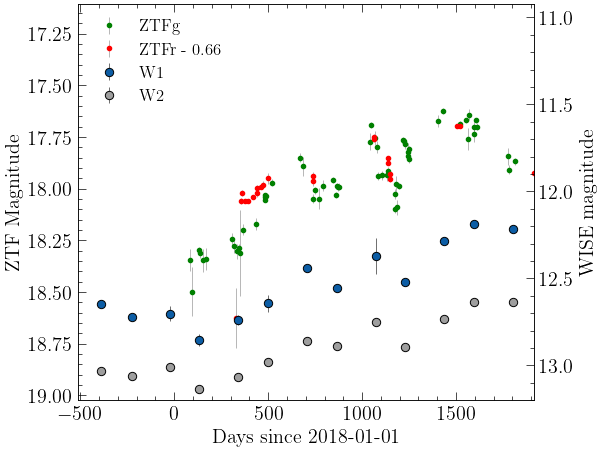 ZTFg
ZTFr - 0.66
W1
W2
17.25
17.50
17.75
18.00
18.25
18.50
18.75
19.00
ZTF Magnitude
11.0
11.5
12.0
12.5
13.0
WISE magnitude
−500
0
500
1000
1500
Days since 2018-01-01